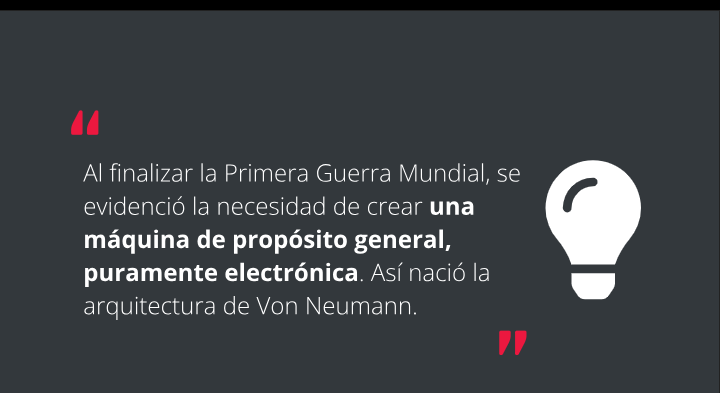 “
Al finalizar la Primera Guerra Mundial, se
evidenció la necesidad de crear una
máquina de propósito general,
puramente electrónica. Así nació la
arquitectura de Von Neumann.
”